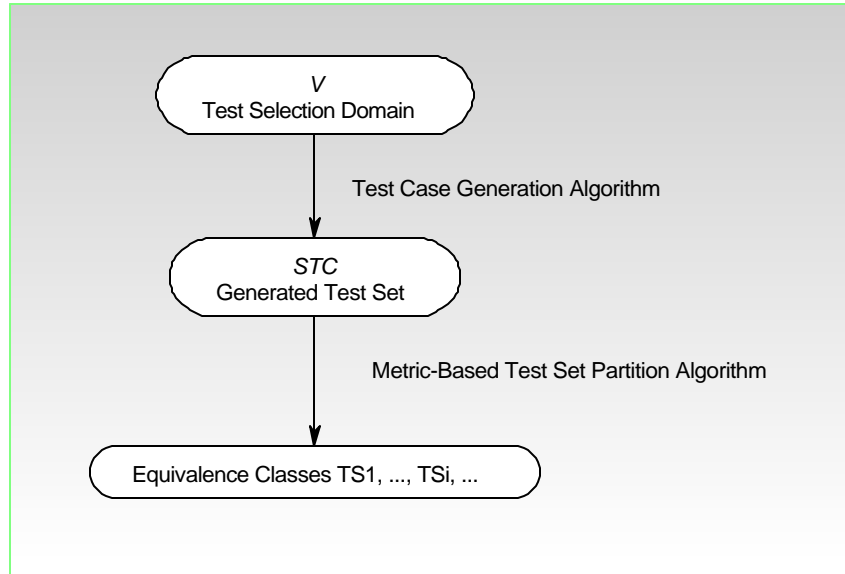 V
Test Selection Domain
Test Case Generation Algorithm
STC
Generated Test Set
Metric-Based Test Set Partition Algorithm
Equivalence Classes TS1, ..., TSi, ...